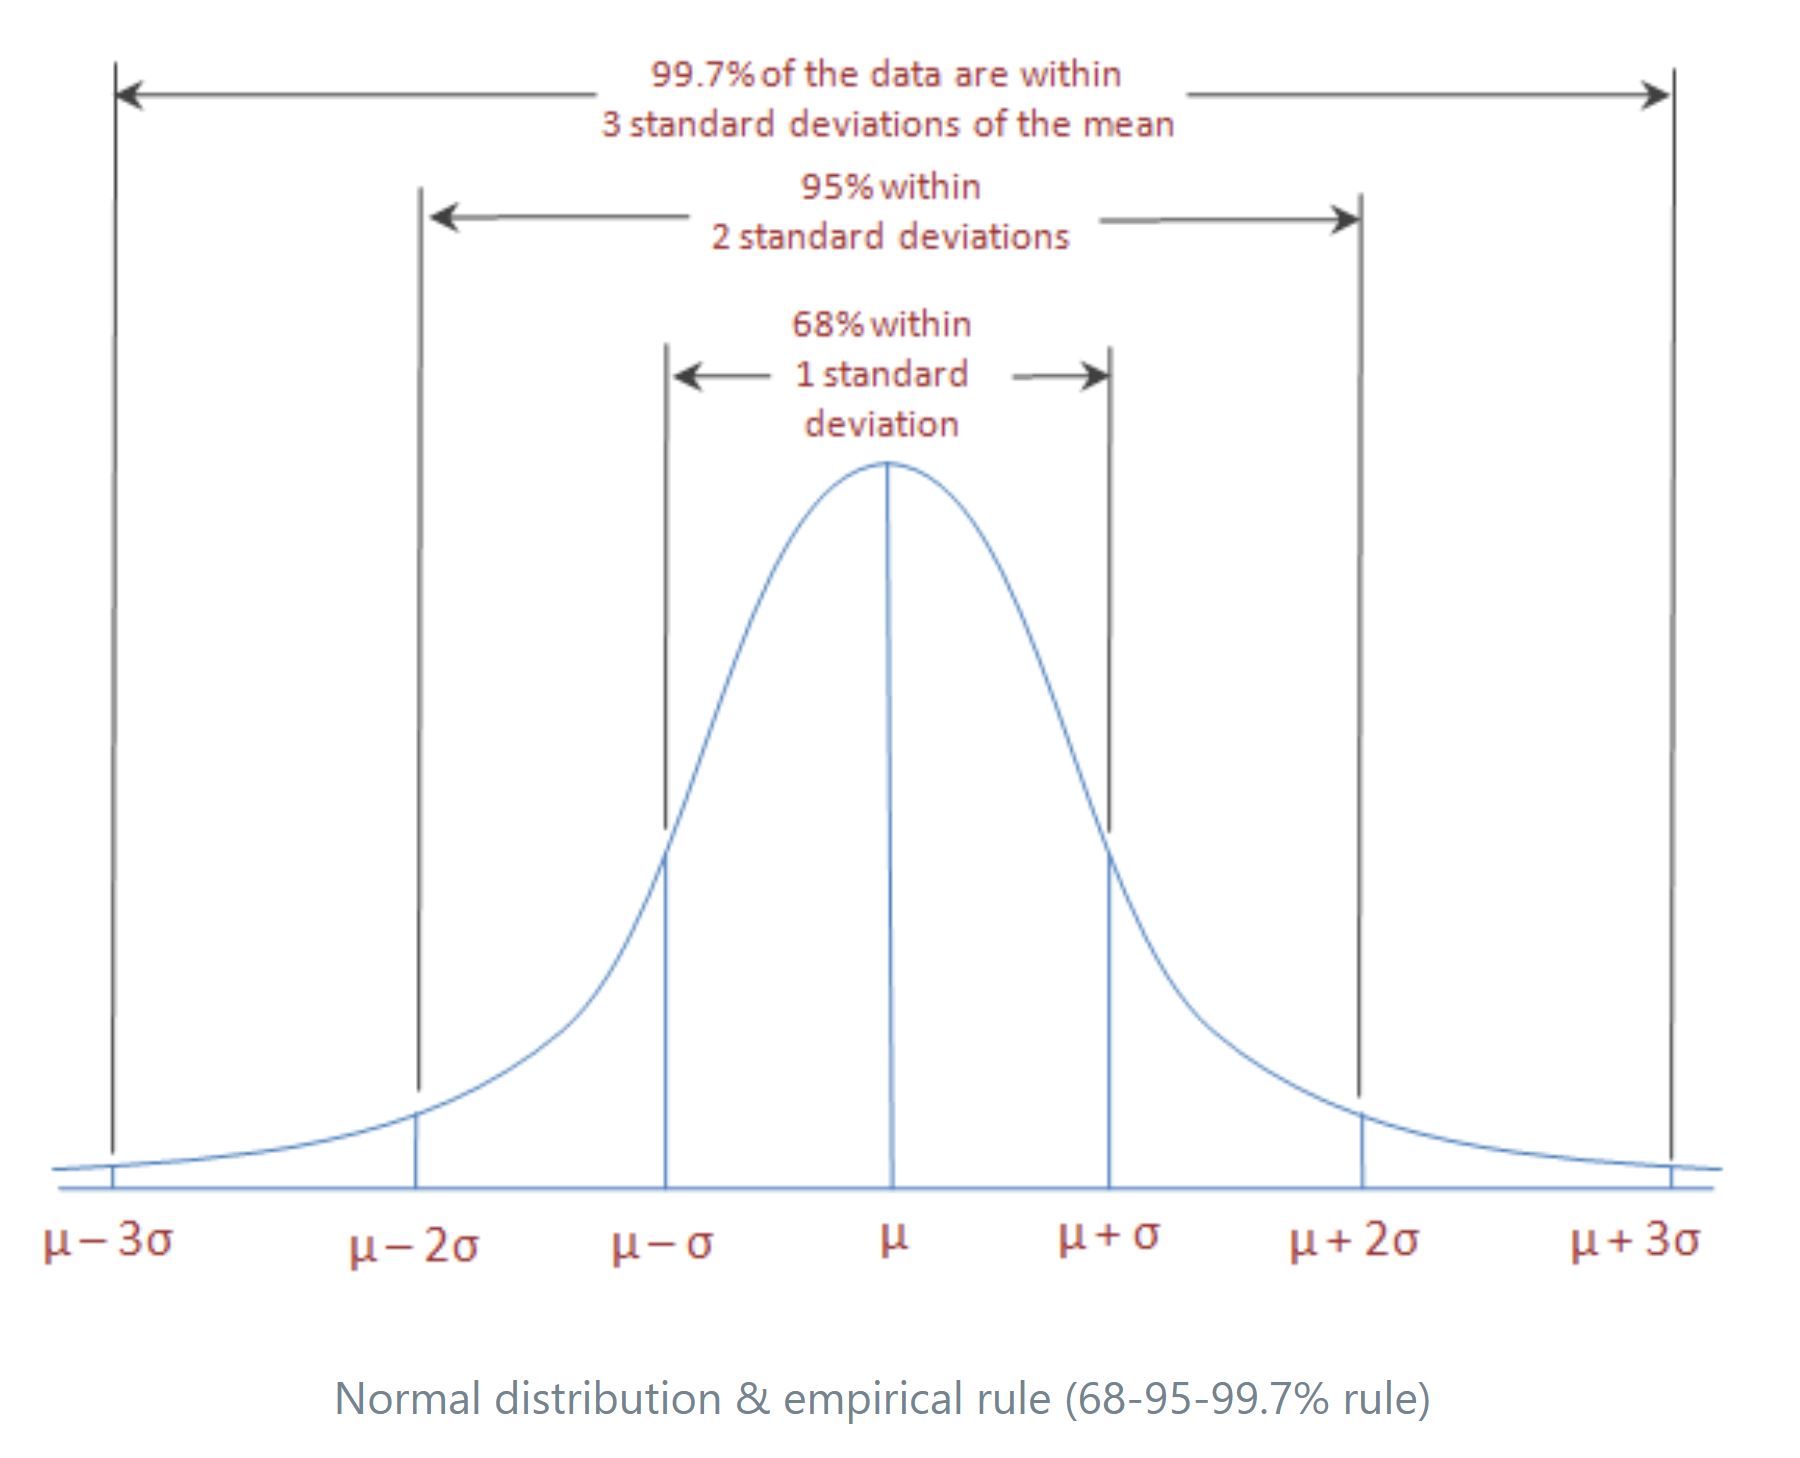 99.7% of the data are within
3 standard deviations of the mean
95% within
2 standard deviations
68% within
1 standard
deviation
μ – 3σ μ – 2σ μ – σ μ μ + σ μ + 2σ μ + 3σ
Normal distribution & empirical rule (68-95-99.7% rule)